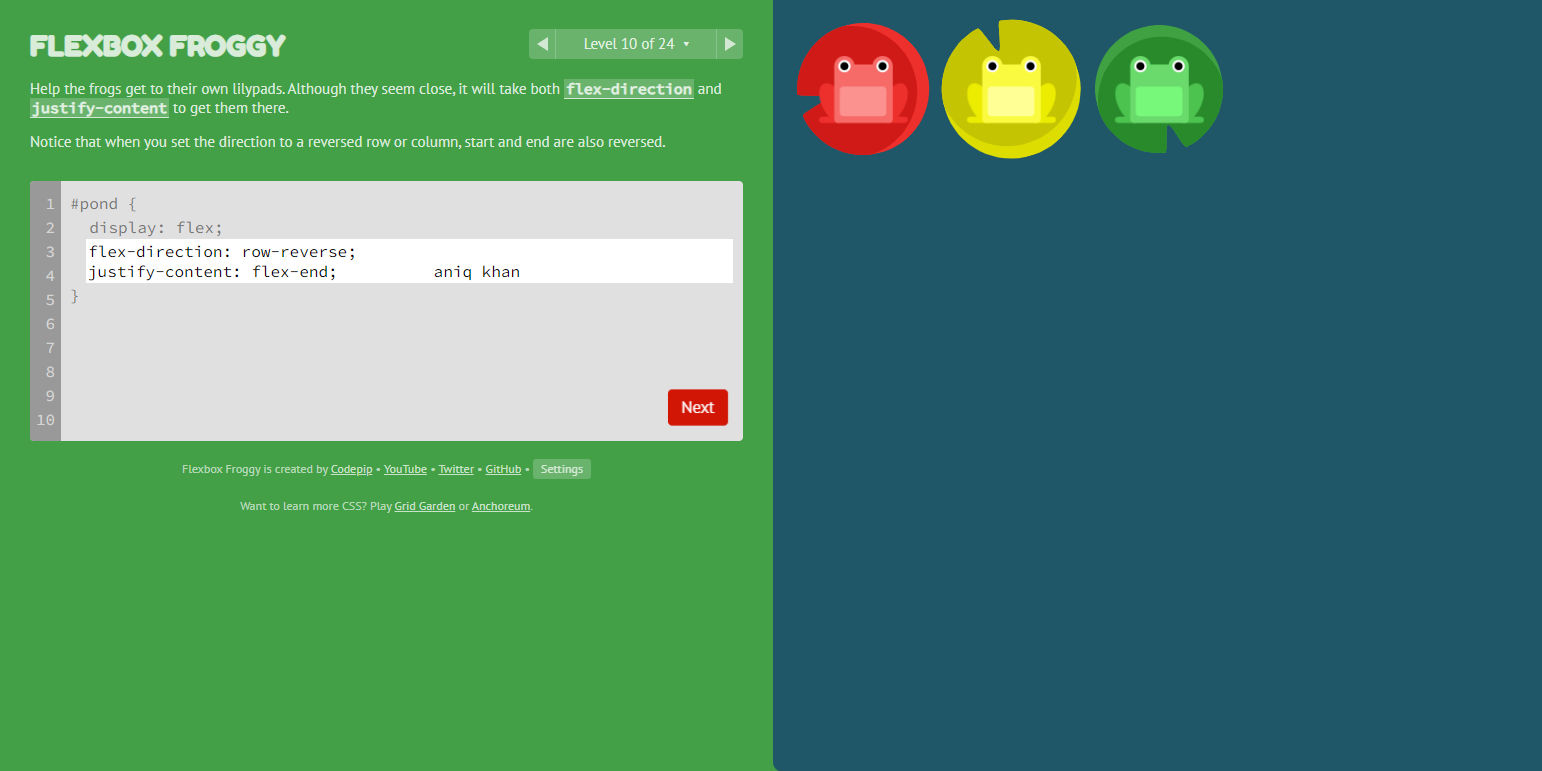 FLEXBOX FROGGY
◀ Level 10 of 24 ▾ ▶
Help the frogs get to their own lilypads. Although they seem close, it will take both flex-direction and
justify-content to get them there.
Notice that when you set the direction to a reversed row or column, start and end are also reversed.
1 #pond {
2 display: flex;
3 flex-direction: row-reverse;
4 justify-content: flex-end; aniq khan
5 }
6
7
8
9
10
Next
Flexbox Froggy is created by Codepip • YouTube • Twitter • GitHub • Settings
Want to learn more CSS? Play Grid Garden or Anchoreum.